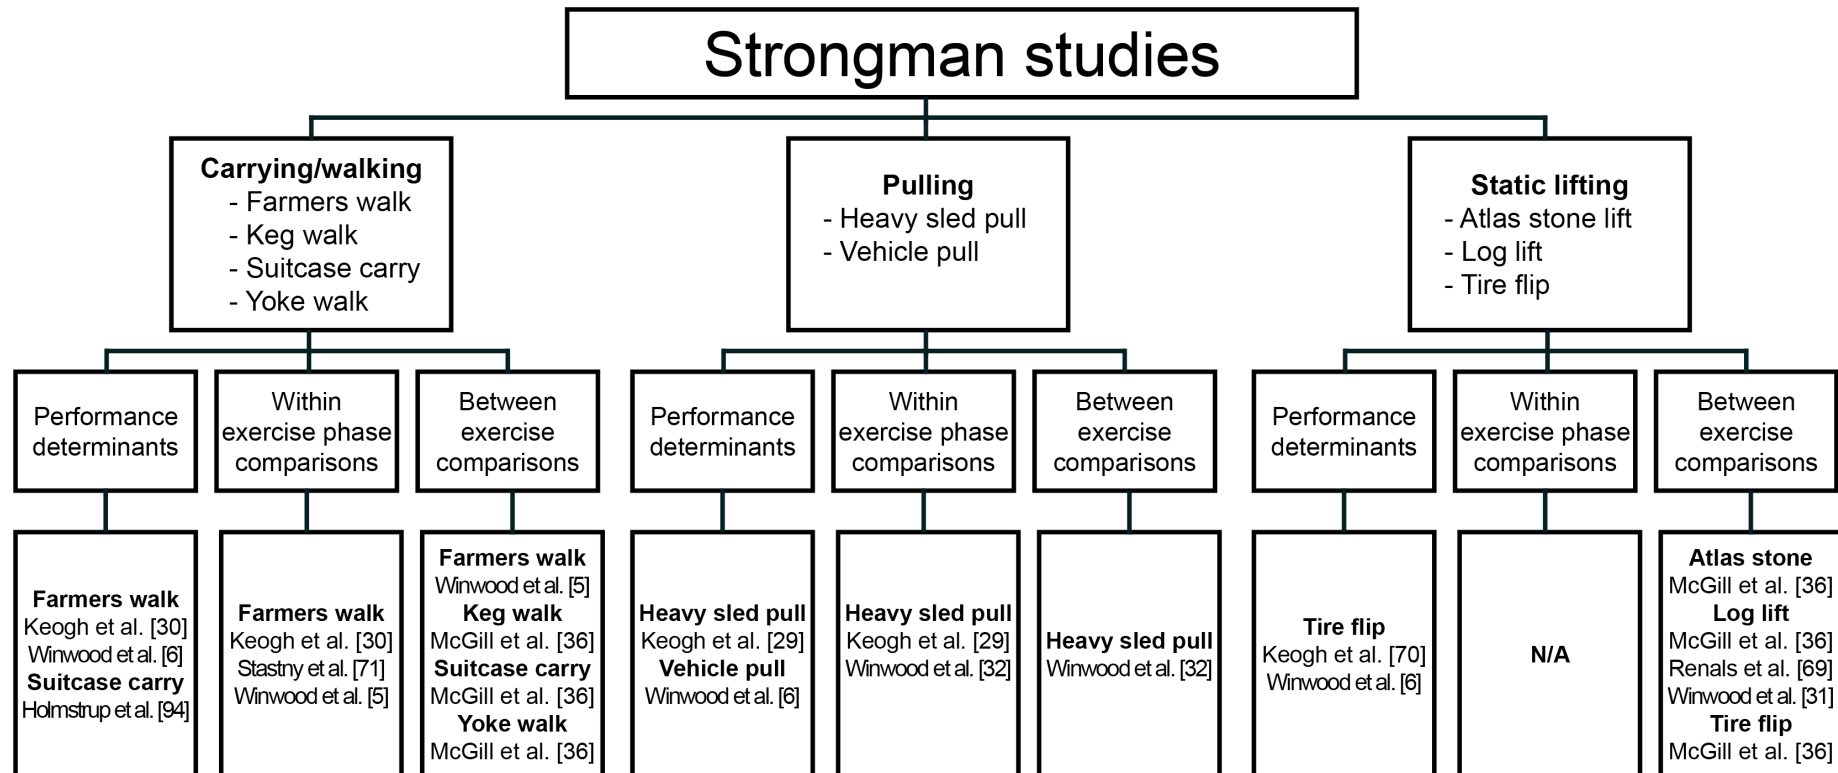 Strongman studies
Carrying/walking
- Farmers walk
- Keg walk
- Suitcase carry
- Yoke walk
Pulling
- Heavy sled pull
- Vehicle pull
Static lifting
- Atlas stone lift
- Log lift
- Tire flip
Performance
determinants
Within
exercise phase
comparisons
Between
exercise
comparisons
Performance
determinants
Within
exercise phase
comparisons
Between
exercise
comparisons
Performance
determinants
Within
exercise phase
comparisons
Between
exercise
comparisons
Farmers walk
Keogh et al. [30]
Winwood et al. [6]
Suitcase carry
Holmstrup et al. [94]
Farmers walk
Keogh et al. [30]
Stastny et al. [71]
Winwood et al. [5]
Farmers walk
Winwood et al. [5]
Keg walk
McGill et al. [36]
Suitcase carry
McGill et al. [36]
Yoke walk
McGill et al. [36]
Heavy sled pull
Keogh et al. [29]
Vehicle pull
Winwood et al. [6]
Heavy sled pull
Keogh et al. [29]
Winwood et al. [32]
Heavy sled pull
Winwood et al. [32]
Tire flip
Keogh et al. [70]
Winwood et al. [6]
N/A
Atlas stone
McGill et al. [36]
Log lift
McGill et al. [36]
Renals et al. [69]
Winwood et al. [31]
Tire flip
McGill et al. [36]